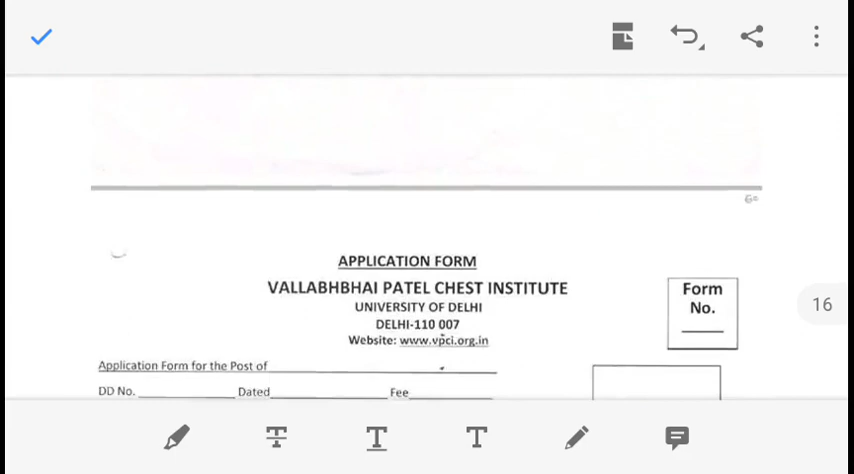 APPLICATION FORM
VALLABHBHAI PATEL CHEST INSTITUTE
UNIVERSITY OF DELHI
DELHI-110 007
Website: www.vpci.org.in
Form
No.
16
Application Form for the Post of
DD No. Dated Fee